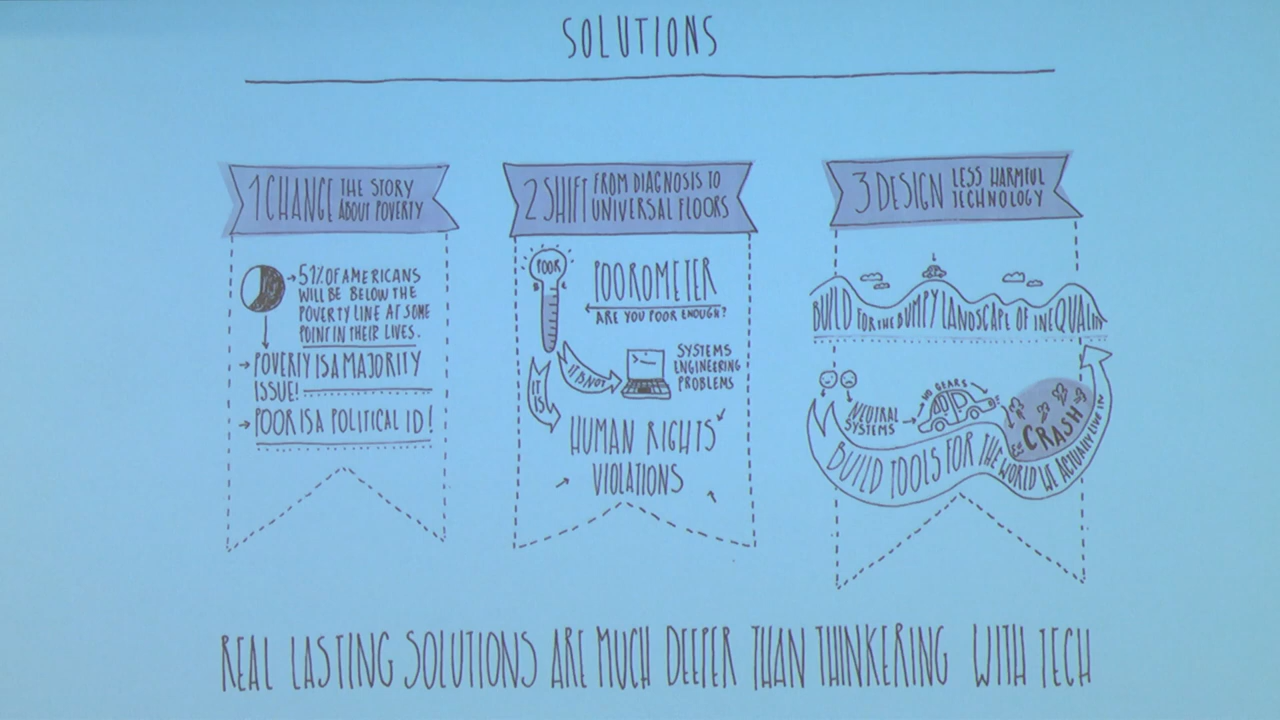 SOLUTIONS
1 CHANGE THE STORY
ABOUT POVERTY
51% OF AMERICANS
WILL BE BELOW THE
POVERTY LINE AT SOME
POINT IN THEIR LIVES.
POVERTY IS A MAJORITY
ISSUE!
POOR IS A POLITICAL ID!
2 SHIFT FROM DIAGNOSIS TO
UNIVERSAL FLOORS
POOR
POOROMETER
ARE YOU POOR ENOUGH?
IT IS
IT IS NOT
SYSTEMS
ENGINEERING
PROBLEMS
HUMAN RIGHTS
VIOLATIONS
3 DESIGN LESS HARMFUL
TECHNOLOGY
BUILD FOR THE BUMPY LANDSCAPE OF INEQUALITY
NEUTRAL
SYSTEMS
NO GEARS
CRASH
BUILD TOOLS FOR THE WORLD WE ACTUALLY LIVE IN
REAL LASTING SOLUTIONS ARE MUCH DEEPER THAN THINKERING WITH TECH